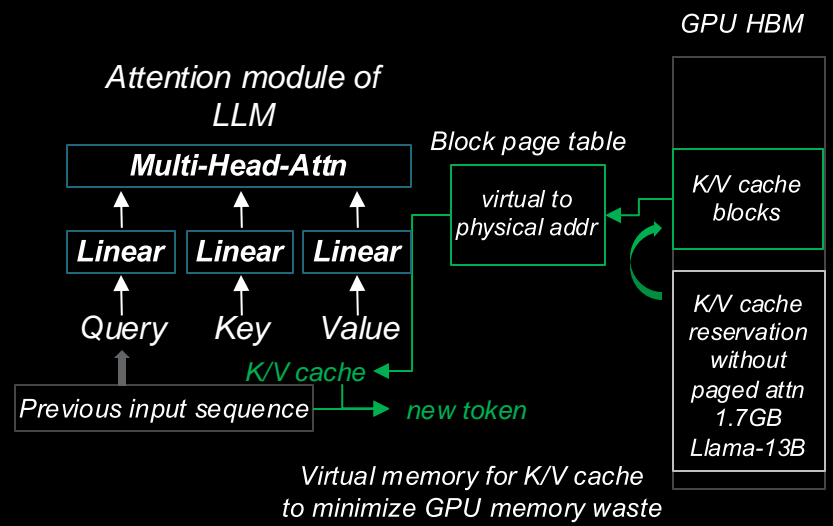 GPU HBM
Attention module of
LLM
Block page table
Multi-Head-Attn
virtual to
physical addr
K/V cache
blocks
Linear
Linear
Linear
Query
Key
Value
K/V cache
reservation
without
paged attn
1.7GB
Llama-13B
K/V cache
Previous input sequence
new token
Virtual memory for K/V cache
to minimize GPU memory waste